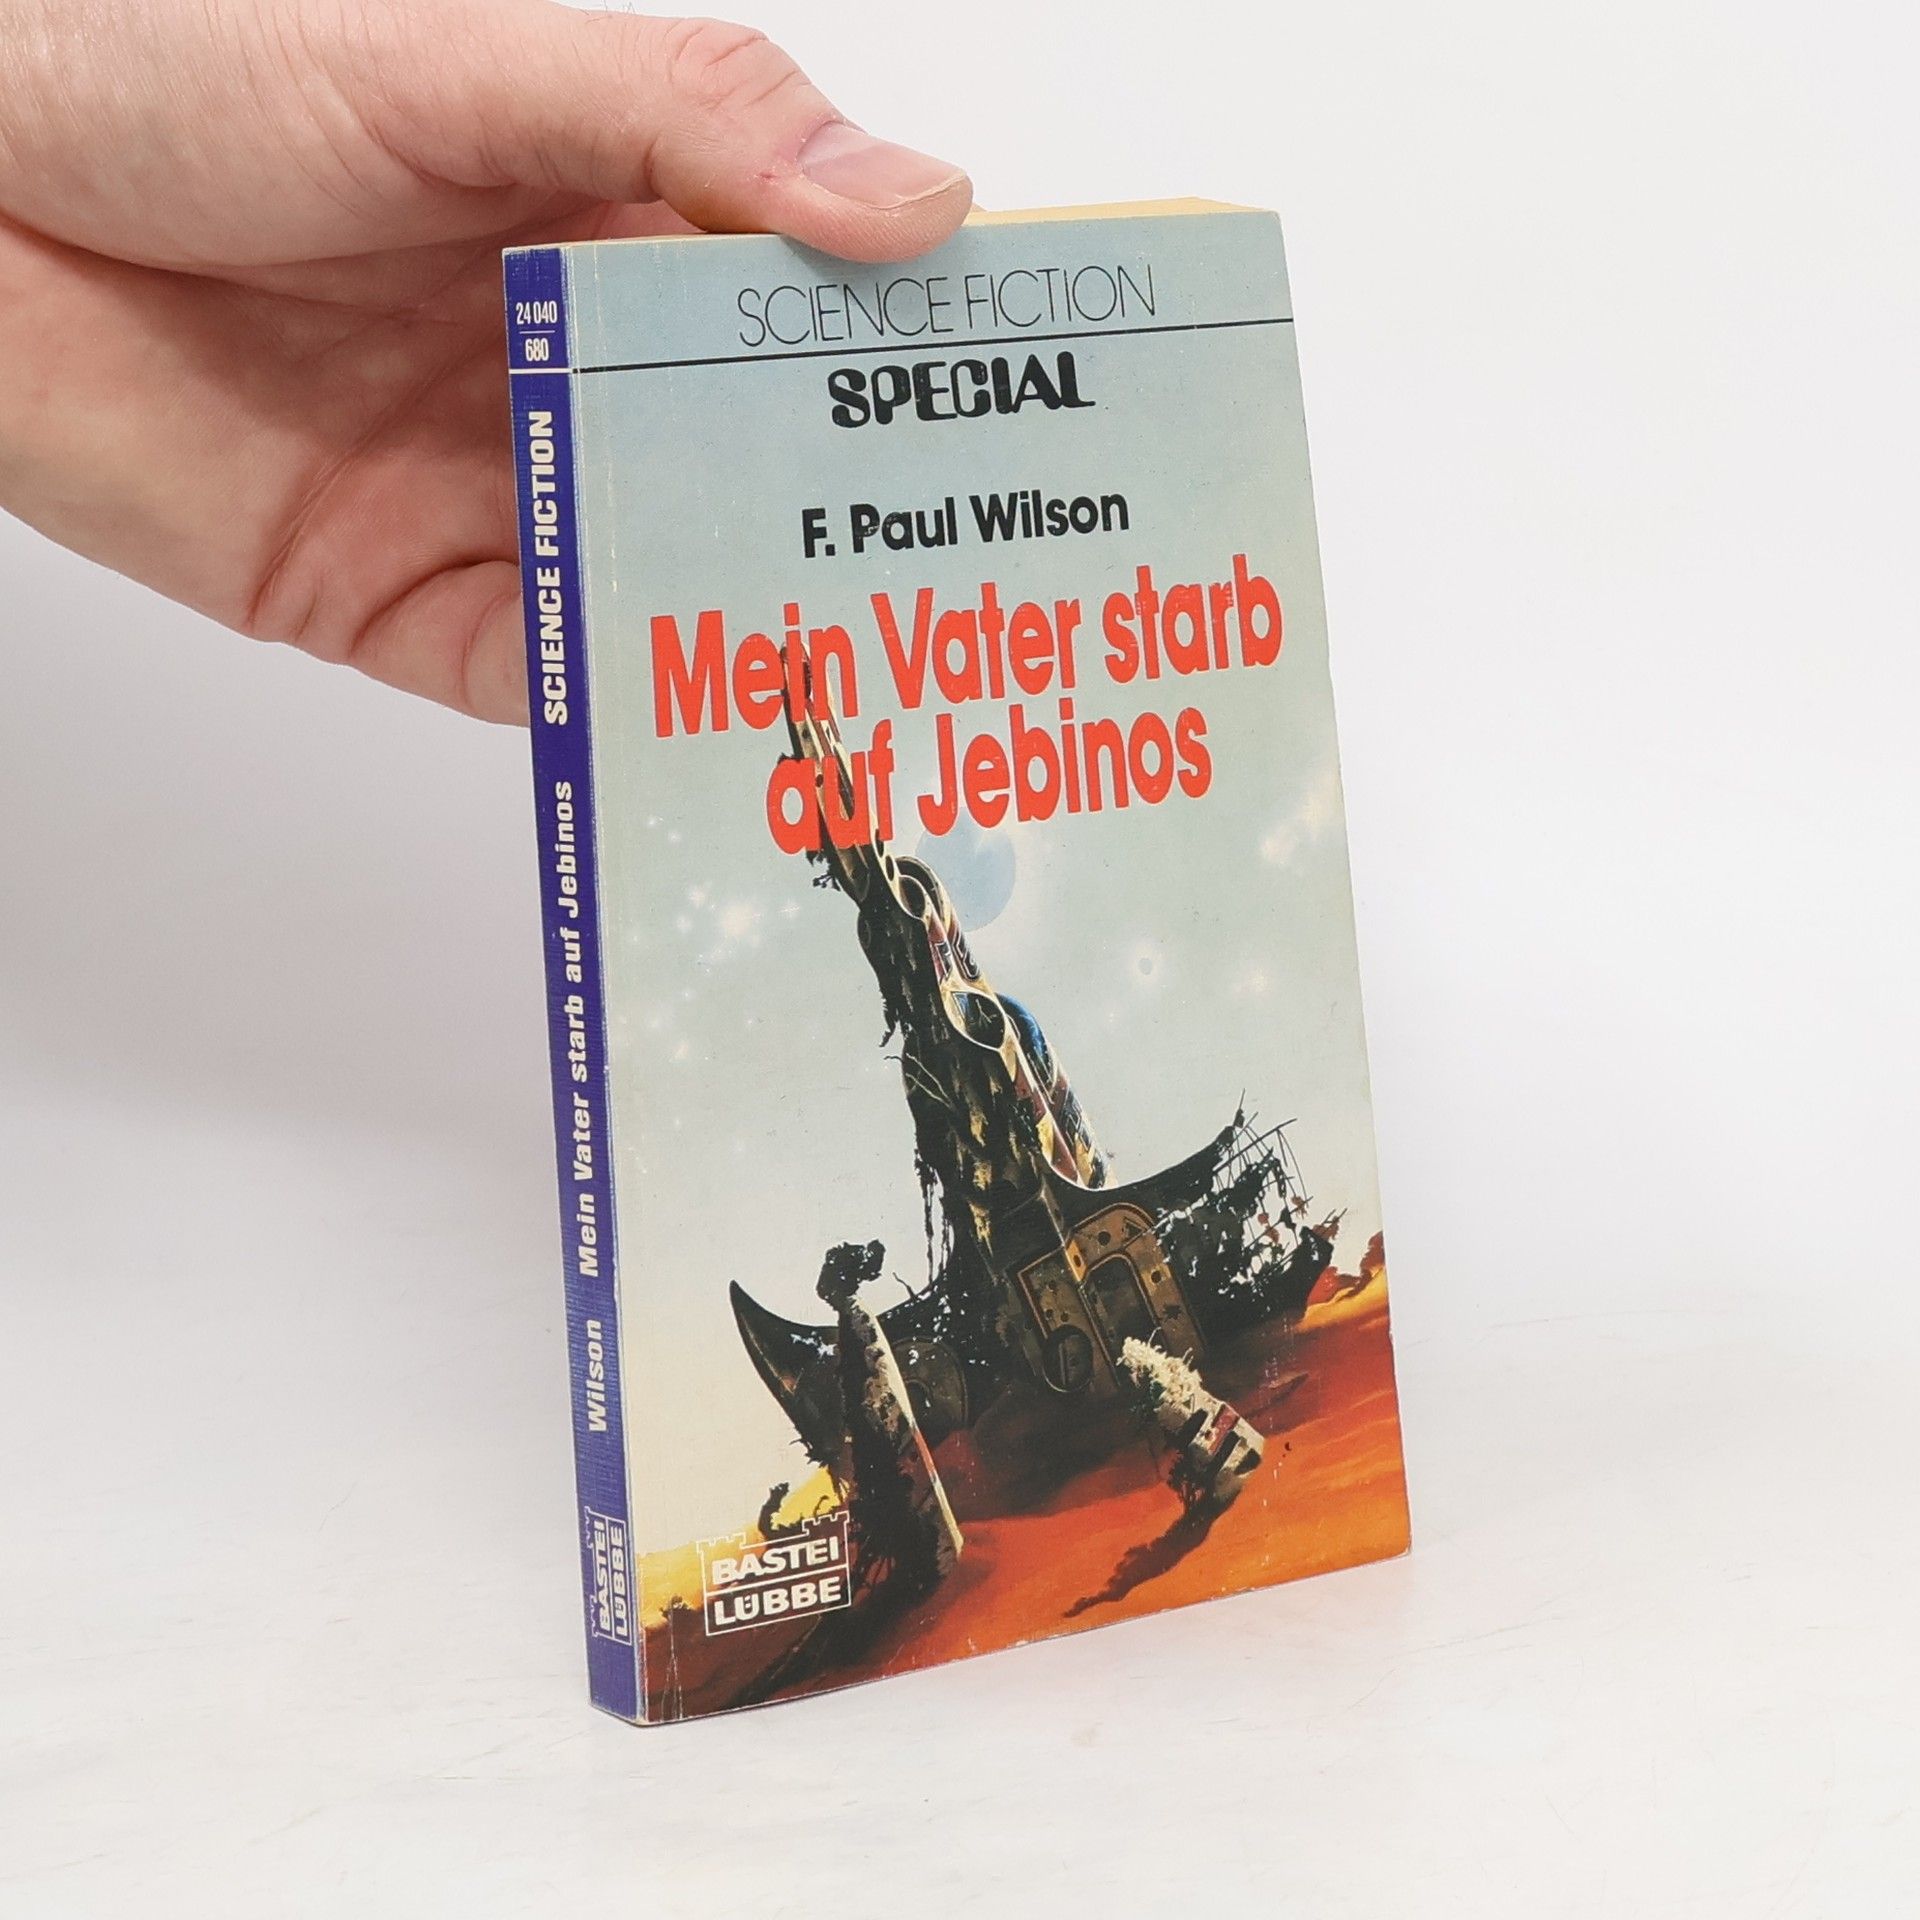 SCIENCE FICTION
SPECIAL
F. Paul Wilson
Mein Vater starb
auf Jebinos
BASTEI
LÜBBE
24 040
680
Wilson Mein Vater starb auf Jebinos SCIENCE FICTION
BASTEI
LÜBBE